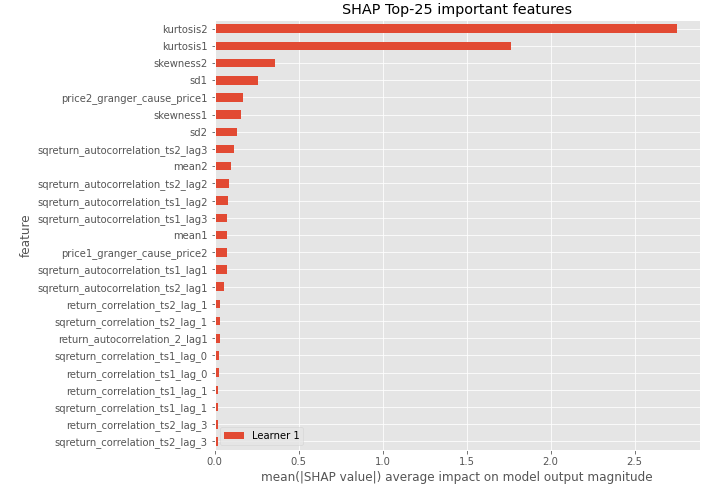 SHAP Top-25 important features
feature
kurtosis2
kurtosis1
skewness2
sd1
price2_granger_cause_price1
skewness1
sd2
sqreturn_autocorrelation_ts2_lag3
mean2
sqreturn_autocorrelation_ts2_lag2
sqreturn_autocorrelation_ts1_lag2
sqreturn_autocorrelation_ts1_lag3
mean1
price1_granger_cause_price2
sqreturn_autocorrelation_ts1_lag1
sqreturn_autocorrelation_ts2_lag1
return_correlation_ts2_lag_1
sqreturn_correlation_ts2_lag_1
return_autocorrelation_2_lag1
sqreturn_correlation_ts1_lag_0
return_correlation_ts1_lag_0
return_correlation_ts1_lag_1
sqreturn_correlation_ts1_lag_1
return_correlation_ts2_lag_3
sqreturn_correlation_ts2_lag_3
Learner 1
0.0 0.5 1.0 1.5 2.0 2.5
mean(|SHAP value|) average impact on model output magnitude